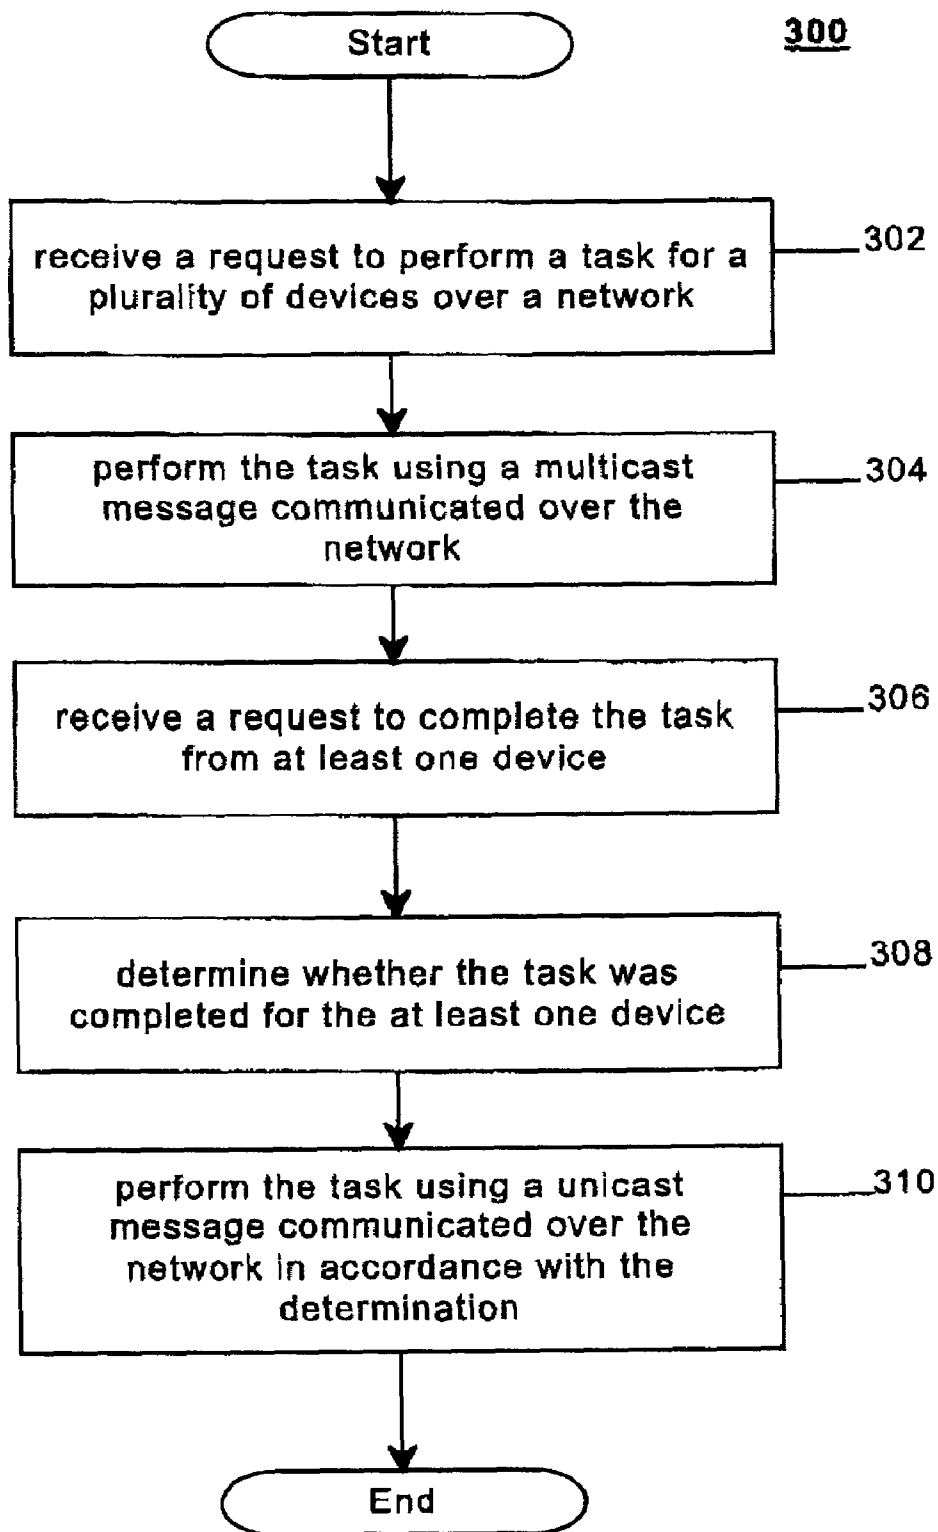 Start
300
receive a request to perform a task for a
plurality of devices over a network
302
perform the task using a multicast
message communicated over the
network
304
receive a request to complete the task
from at least one device
306
determine whether the task was
completed for the at least one device
308
perform the task using a unicast
message communicated over the
network in accordance with the
determination
310
End